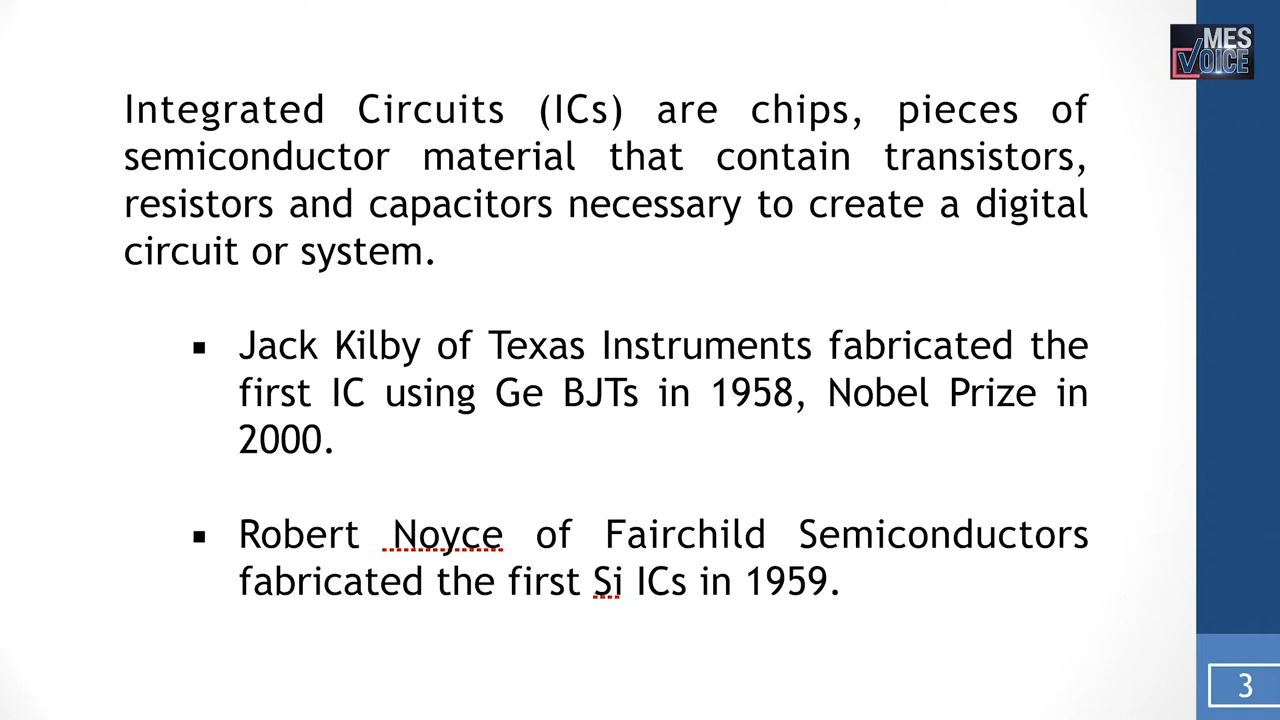 MES
VOICE
Integrated Circuits (ICs) are chips, pieces of
semiconductor material that contain transistors,
resistors and capacitors necessary to create a digital
circuit or system.
▪ Jack Kilby of Texas Instruments fabricated the
first IC using Ge BJTs in 1958, Nobel Prize in
2000.
▪ Robert Noyce of Fairchild Semiconductors
fabricated the first Si ICs in 1959.
3